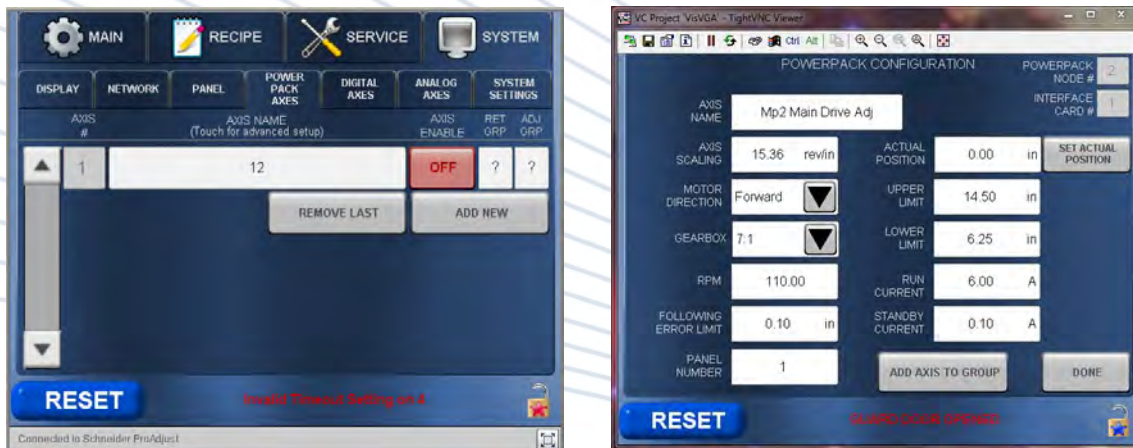 MAIN
RECIPE
SERVICE
SYSTEM
DISPLAY
NETWORK
PANEL
POWER
PACK
AXES
DIGITAL
AXES
ANALOG
AXES
SYSTEM
SETTINGS
AXIS
#
AXIS NAME
(Touch for advanced setup)
AXIS
ENABLE
RET
GRP
ADJ
GRP
1
12
OFF
?
?
REMOVE LAST
ADD NEW
RESET
Invalid Timeout Setting on 4
Connected to Schneider ProAdjust
VC Project 'VisVGA' - TightVNC Viewer
Ctrl Alt
POWERPACK CONFIGURATION
POWERPACK
NODE # 2
INTERFACE
CARD # 1
AXIS
NAME
Mp2 Main Drive Adj
AXIS
SCALING
15.36 rev/in
ACTUAL
POSITION
0.00 in
SET ACTUAL
POSITION
MOTOR
DIRECTION
Forward
UPPER
LIMIT
14.50 in
GEARBOX
7:1
LOWER
LIMIT
6.25 in
RPM
110.00
RUN
CURRENT
6.00 A
FOLLOWING
ERROR LIMIT
0.10 in
STANDBY
CURRENT
0.10 A
PANEL
NUMBER
1
ADD AXIS TO GROUP
DONE
RESET
GUARD DOOR OPENED